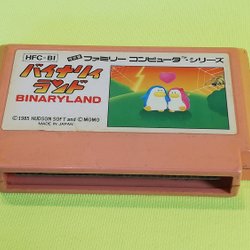 HFC-BI
ファミリー コンピュータ™ シリーズ
バイナリィ
ランド
BINARYLAND
©1985 HUDSON SOFT and ©MOMO
MADE IN JAPAN